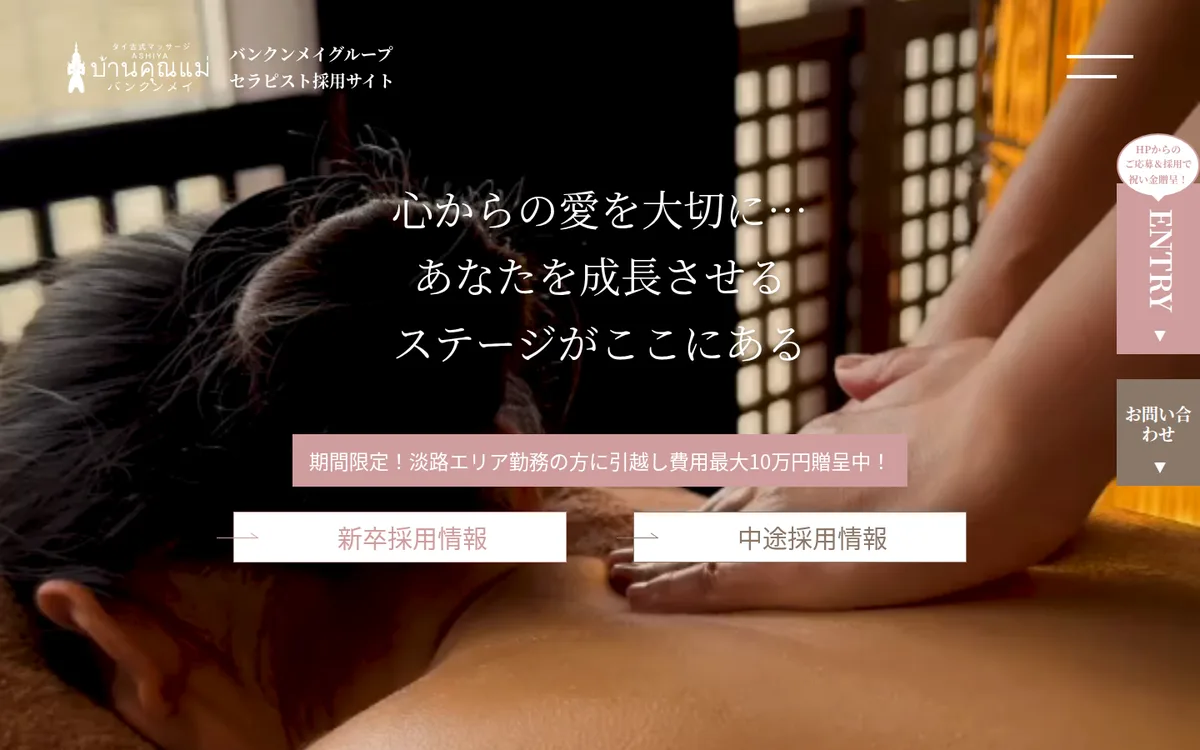 タイ古式マッサージ
ASHIYA
บ้านคุณแม่
バンクンメイ
バンクンメイグループ
セラピスト採用サイト
心からの愛を大切に…
あなたを成長させる
ステージがここにある
期間限定！淡路エリア勤務の方に引越し費用最大10万円贈呈中！
新卒採用情報
中途採用情報
HPからの
ご応募＆採用で
祝い金贈呈！
ENTRY
お問い合
わせ